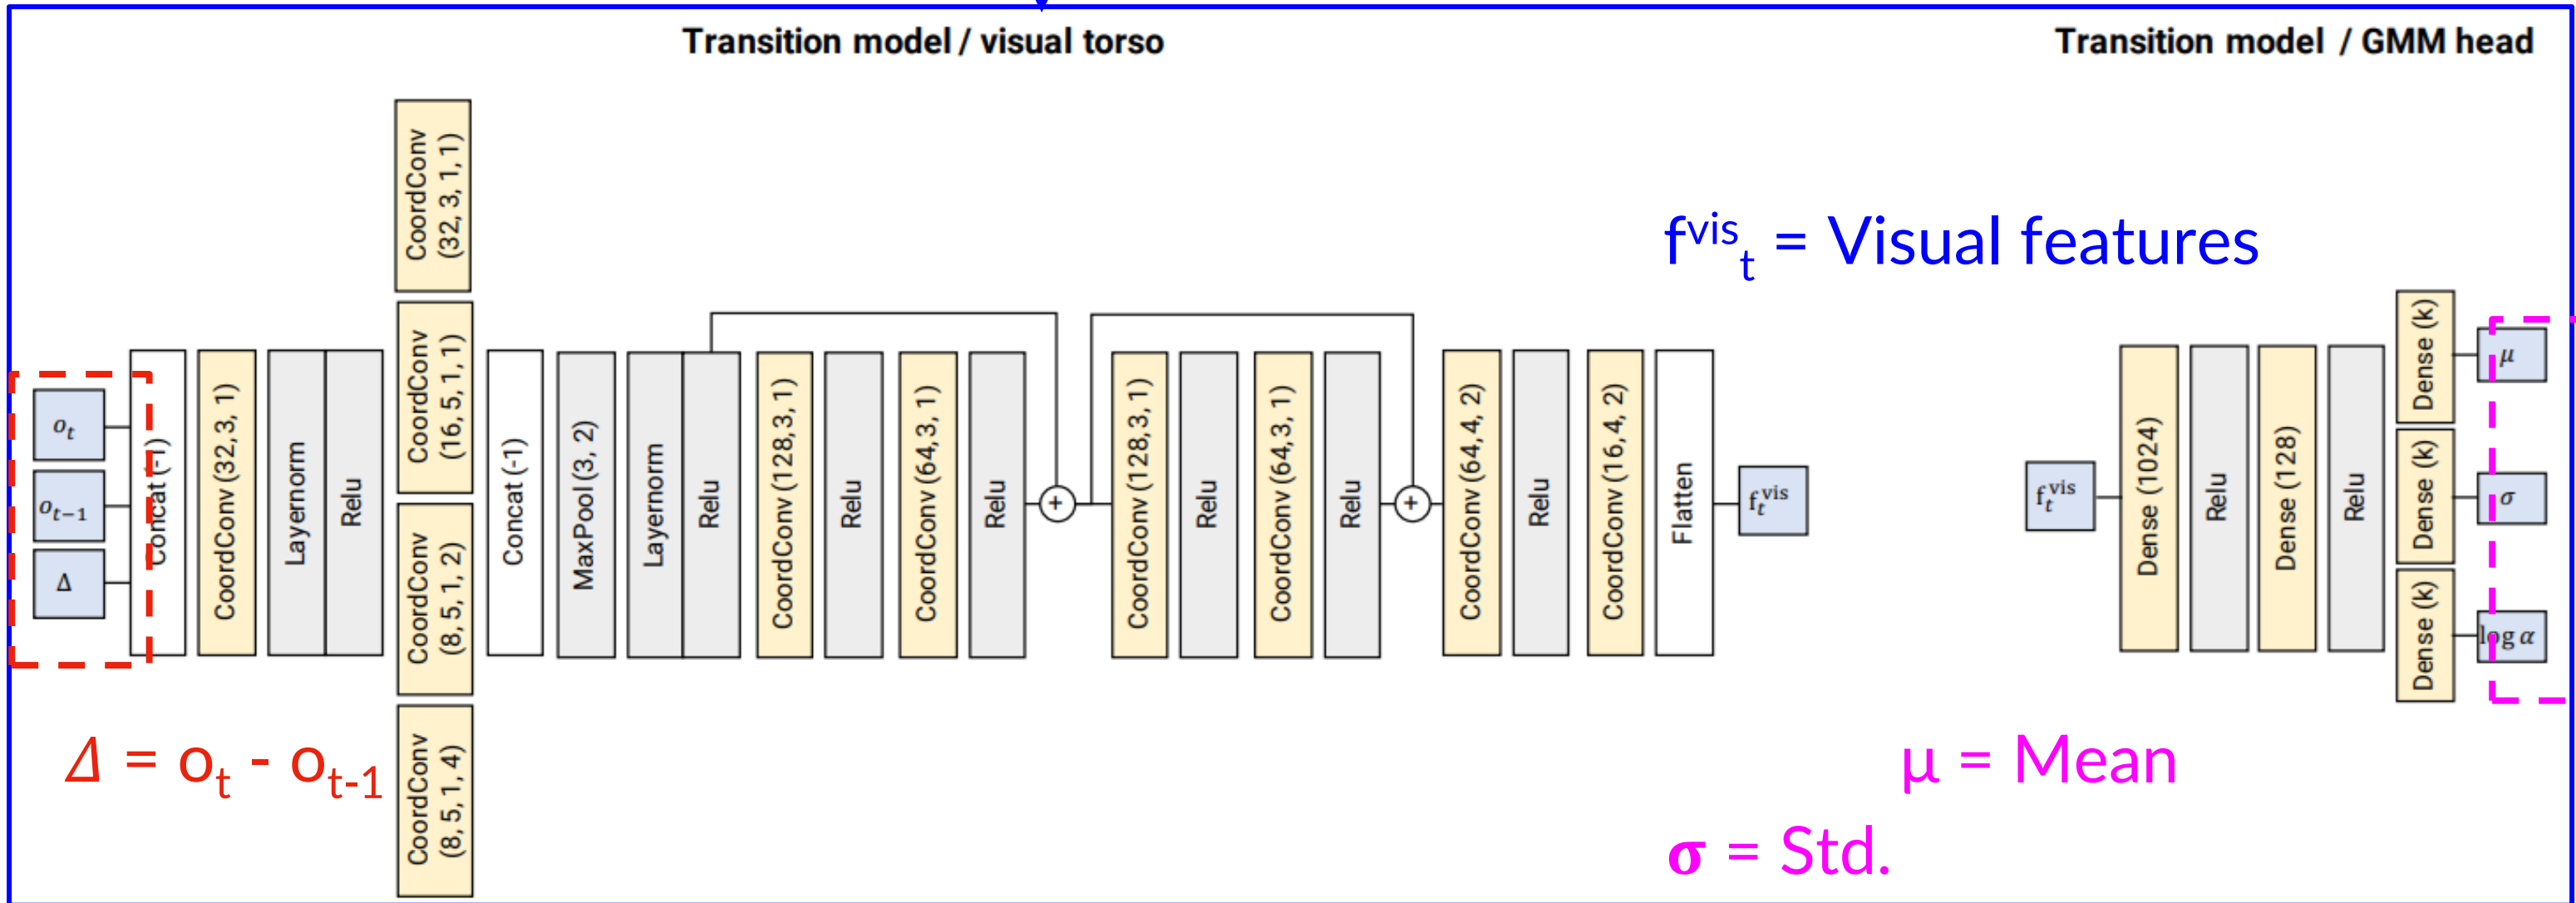 Transition model / visual torso
Transition model / GMM head
o_t
o_{t-1}
Δ
Concat (-1)
CoordConv (32, 3, 1)
Layernorm
Relu
CoordConv
(32, 3, 1, 1)
CoordConv
(16, 5, 1, 1)
CoordConv
(8, 5, 1, 2)
CoordConv
(8, 5, 1, 4)
Concat (-1)
MaxPool (3, 2)
Layernorm
Relu
CoordConv (128, 3, 1)
Relu
CoordConv (64, 3, 1)
Relu
+
CoordConv (128, 3, 1)
Relu
CoordConv (64, 3, 1)
Relu
+
CoordConv (64, 4, 2)
Relu
CoordConv (16, 4, 2)
Flatten
f_t^{vis}
f^{vis}_t = Visual features
f_t^{vis}
Dense (1024)
Relu
Dense (128)
Relu
Dense (k)
Dense (k)
Dense (k)
μ
σ
log α
Δ = o_t - o_{t-1}
μ = Mean
σ = Std.